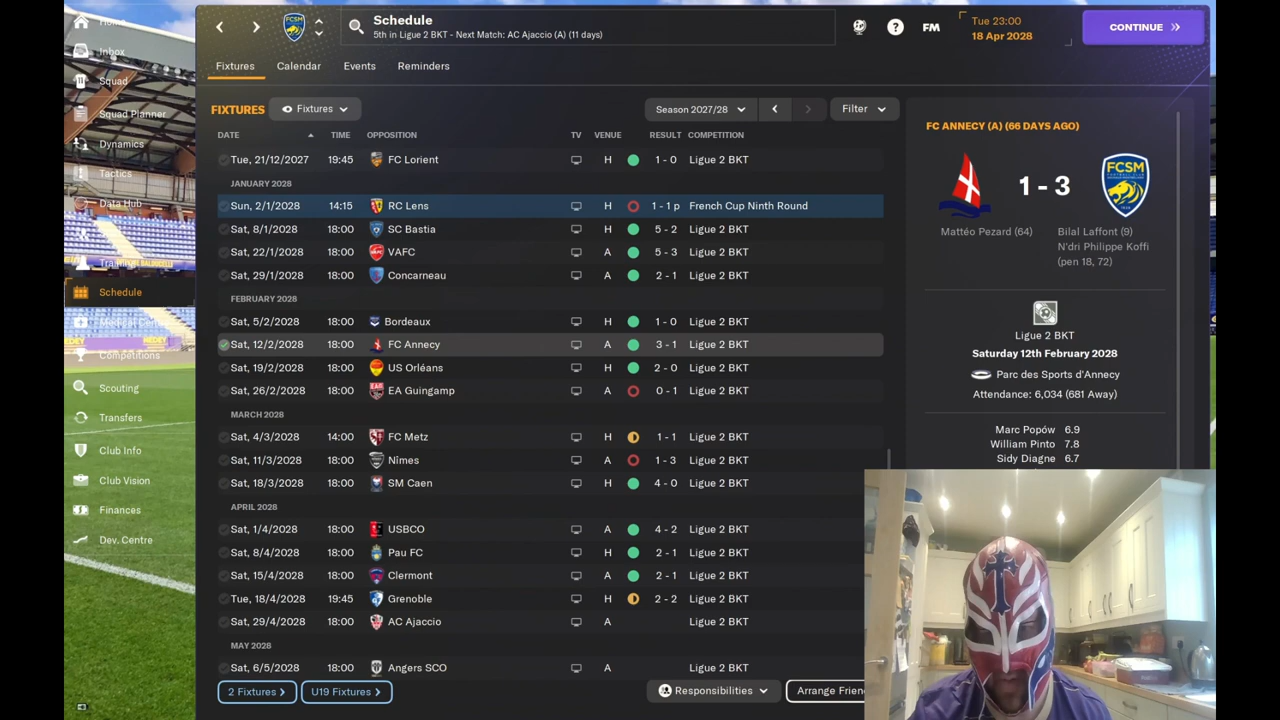 Home
Inbox
Squad
Squad Planner
Dynamics
Tactics
Data Hub
Schedule
Competitions
Scouting
Transfers
Club Info
Club Vision
Finances
Dev. Centre
FCSM
Schedule
5th in Ligue 2 BKT - Next Match: AC Ajaccio (A) (11 days)
? FM
Tue 23:00
18 Apr 2028
CONTINUE
Fixtures Calendar Events Reminders
FIXTURES Fixtures Season 2027/28 Filter
DATE TIME OPPOSITION TV VENUE RESULT COMPETITION
Tue, 21/12/2027 19:45 FC Lorient H 1 - 0 Ligue 2 BKT
JANUARY 2028
Sun, 2/1/2028 14:15 RC Lens H 1 - 1 p French Cup Ninth Round
Sat, 8/1/2028 18:00 SC Bastia H 5 - 2 Ligue 2 BKT
Sat, 22/1/2028 18:00 VAFC A 5 - 3 Ligue 2 BKT
Sat, 29/1/2028 18:00 Concarneau A 2 - 1 Ligue 2 BKT
FEBRUARY 2028
Sat, 5/2/2028 18:00 Bordeaux H 1 - 0 Ligue 2 BKT
Sat, 12/2/2028 18:00 FC Annecy A 3 - 1 Ligue 2 BKT
Sat, 19/2/2028 18:00 US Orléans H 2 - 0 Ligue 2 BKT
Sat, 26/2/2028 18:00 EA Guingamp A 0 - 1 Ligue 2 BKT
MARCH 2028
Sat, 4/3/2028 14:00 FC Metz H 1 - 1 Ligue 2 BKT
Sat, 11/3/2028 18:00 Nîmes A 1 - 3 Ligue 2 BKT
Sat, 18/3/2028 18:00 SM Caen H 4 - 0 Ligue 2 BKT
APRIL 2028
Sat, 1/4/2028 18:00 USBCO A 4 - 2 Ligue 2 BKT
Sat, 8/4/2028 18:00 Pau FC H 2 - 1 Ligue 2 BKT
Sat, 15/4/2028 18:00 Clermont A 2 - 1 Ligue 2 BKT
Tue, 18/4/2028 19:45 Grenoble H 2 - 2 Ligue 2 BKT
Sat, 29/4/2028 18:00 AC Ajaccio A Ligue 2 BKT
MAY 2028
Sat, 6/5/2028 18:00 Angers SCO A Ligue 2 BKT
2 Fixtures U19 Fixtures Responsibilities Arrange Frien
FC ANNECY (A) (66 DAYS AGO)
1 - 3
FCSM
Mattéo Pezard (64)
Bilal Laffont (9)
N'dri Philippe Koffi
(pen 18, 72)
Ligue 2 BKT
Saturday 12th February 2028
Parc des Sports d'Annecy
Attendance: 6,034 (681 Away)
Marc Popów 6.9
William Pinto 7.8
Sidy Diagne 6.7